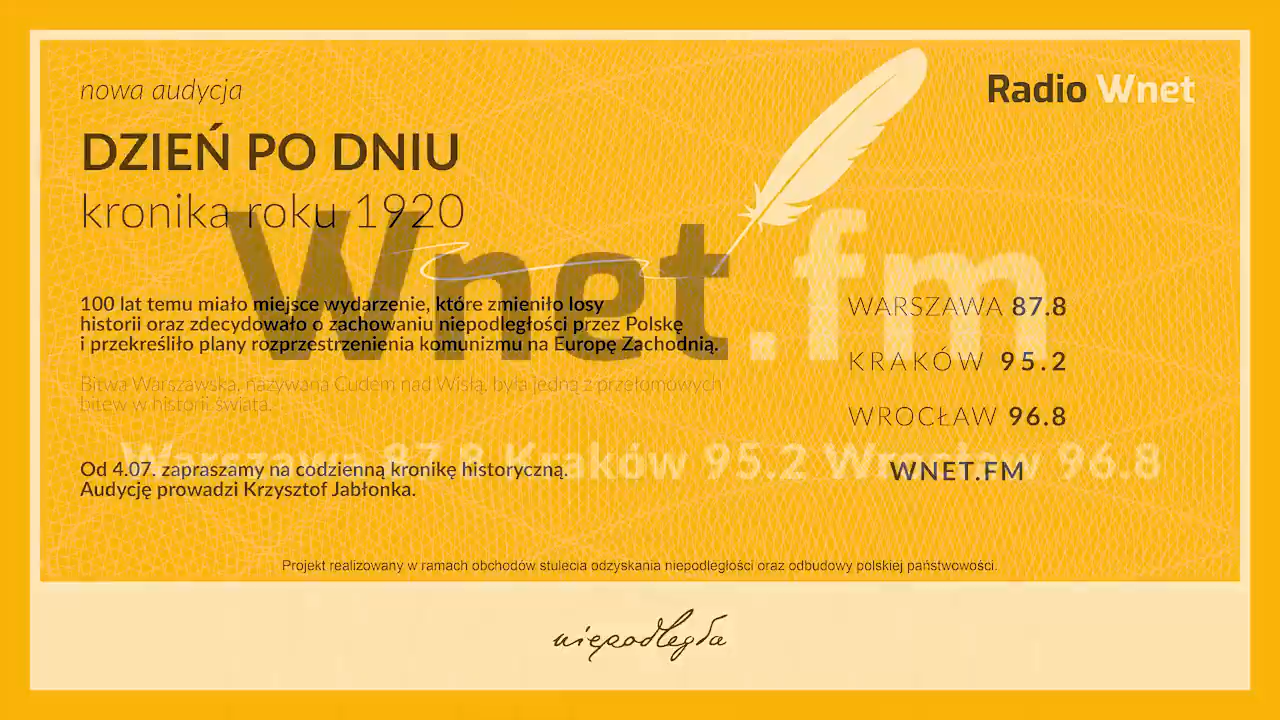 nowa audycja
Radio Wnet
DZIEŃ PO DNIU
kronika roku 1920
Wnet.fm
100 lat temu miało miejsce wydarzenie, które zmieniło losy
historii oraz zdecydowało o zachowaniu niepodległości przez Polskę
i przekreśliło plany rozprzestrzenienia komunizmu na Europę Zachodnią.
Bitwa Warszawska, nazywana Cudem nad Wisłą, była jedną z przełomowych
bitew w historii świata.
WARSZAWA 87.8
KRAKÓW 95.2
WROCŁAW 96.8
WNET.FM
Warszawa 87.8 Kraków 95.2 Wrocław 96.8
Od 4.07. zapraszamy na codzienną kronikę historyczną.
Audycję prowadzi Krzysztof Jabłonka.
Projekt realizowany w ramach obchodów stulecia odzyskania niepodległości oraz odbudowy polskiej państwowości.
niepodległa